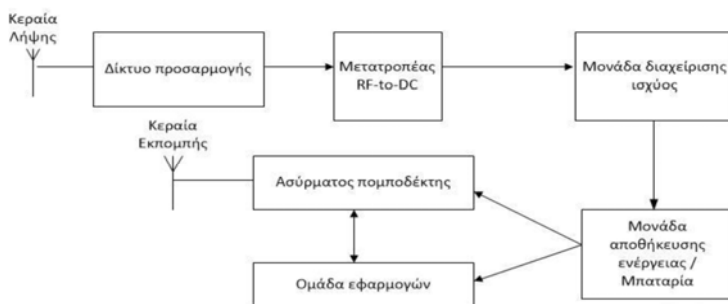 Κεραία
Λήψης
Δίκτυο προσαρμογής
Μετατροπέας
RF-to-DC
Μονάδα διαχείρισης
ισχύος
Κεραία
Εκπομπής
Ασύρματος πομποδέκτης
Μονάδα
αποθήκευσης
ενέργειας /
Μπαταρία
Ομάδα εφαρμογών